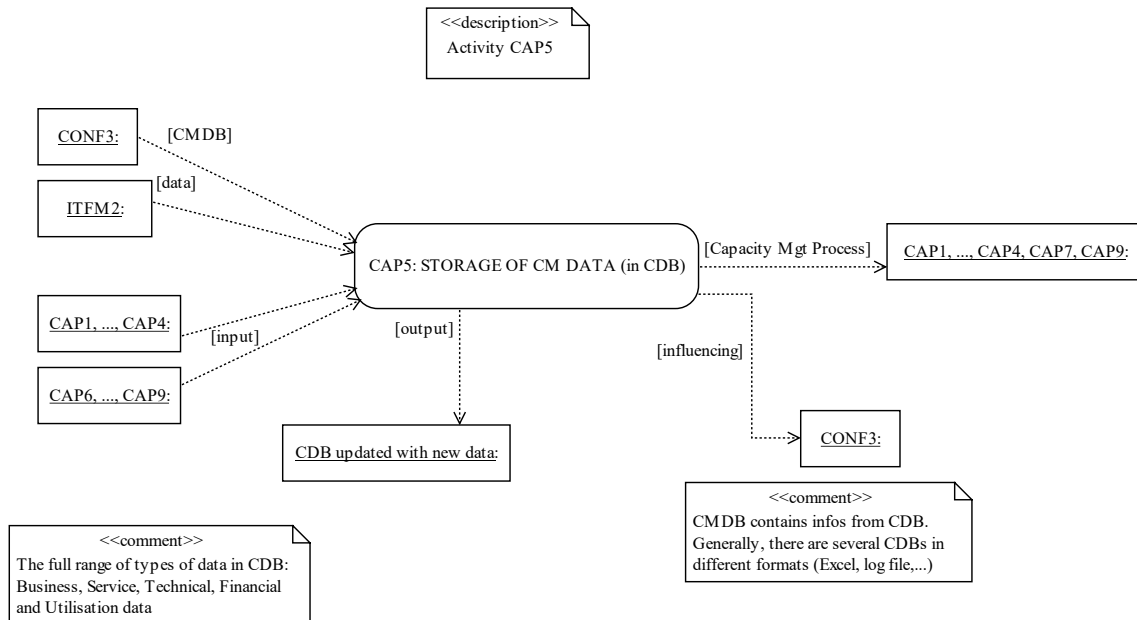 <<description>>
Activity CAP5
CONF3:
[CMDB]
[data]
ITFM2:
CAP5: STORAGE OF CM DATA (in CDB)
[Capacity Mgt Process]
CAP1, ..., CAP4, CAP7, CAP9:
CAP1, ..., CAP4:
[input]
[output]
[influencing]
CAP6, ..., CAP9:
CDB updated with new data:
CONF3:
<<comment>>
CMDB contains infos from CDB.
Generally, there are several CDBs in
different formats (Excel, log file,...)
<<comment>>
The full range of types of data in CDB:
Business, Service, Technical, Financial
and Utilisation data